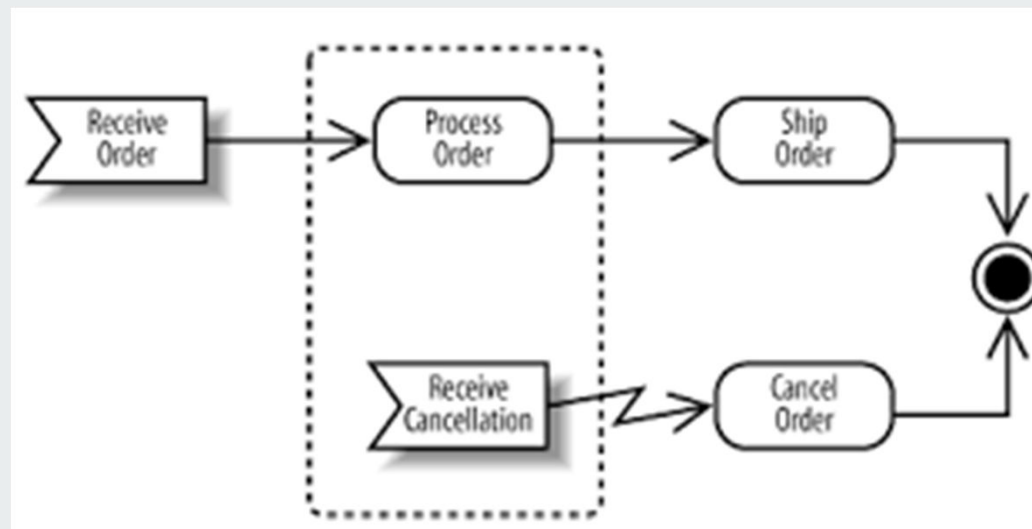 Receive
Order
Process
Order
Ship
Order
Receive
Cancellation
Cancel
Order